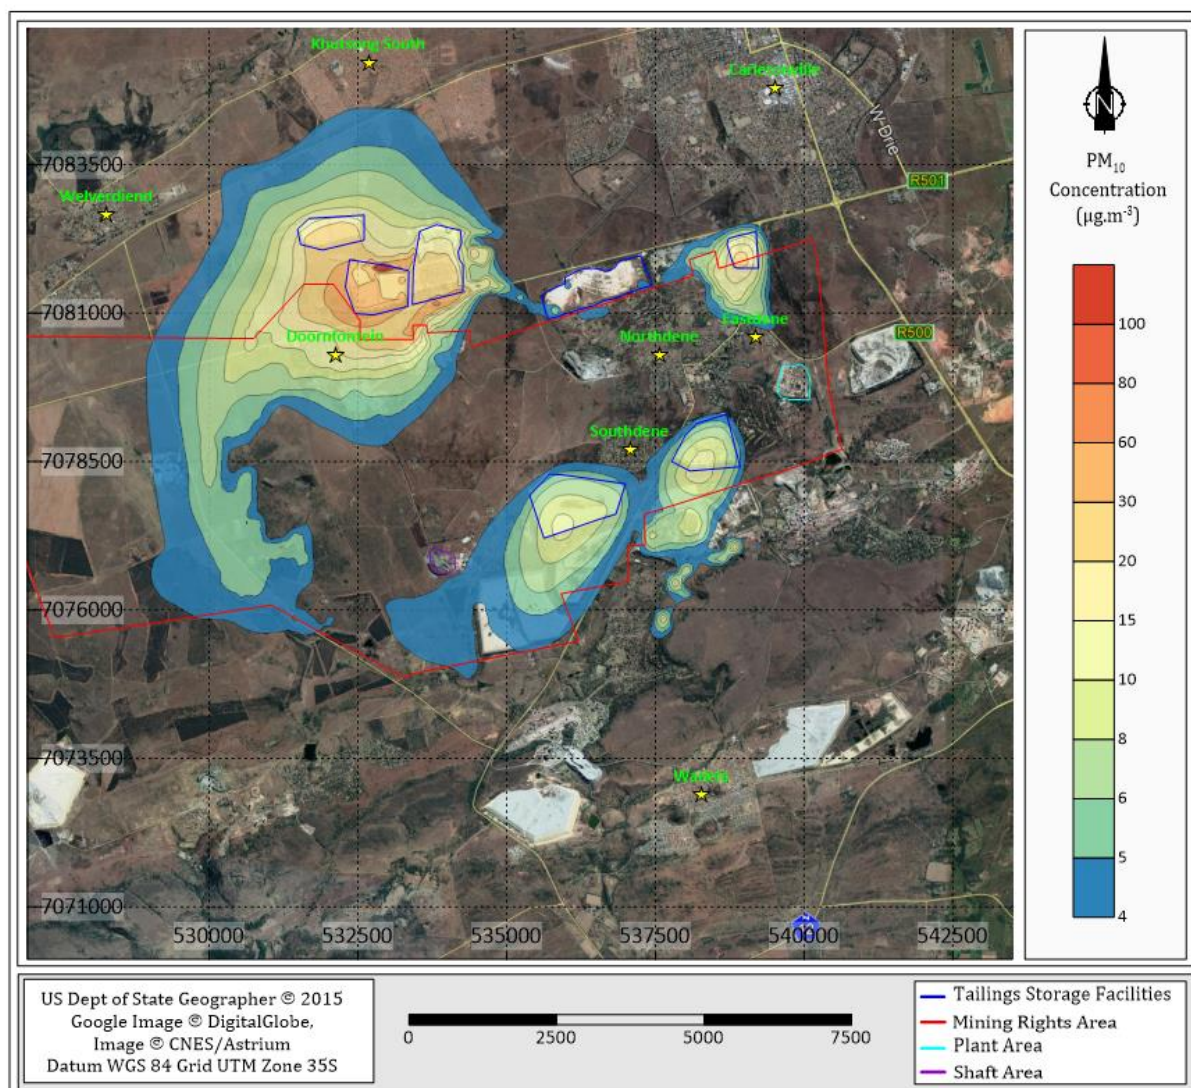 Khutsong South
Carletonville
W-Drie
7083500
R501
Welverdiend
7081000
Eastdene
R500
Doornfontein
Northdene
Southdene
7078500
7076000
7073500
Wadela
7071000
530000
532500
535000
537500
540000
542500
N
PM10
Concentration
(µg.m-3)
100
80
60
30
20
15
10
8
6
5
4
US Dept of State Geographer © 2015
Google Image © DigitalGlobe,
Image © CNES/Astrium
Datum WGS 84 Grid UTM Zone 35S
0
2500
5000
7500
Tailings Storage Facilities
Mining Rights Area
Plant Area
Shaft Area